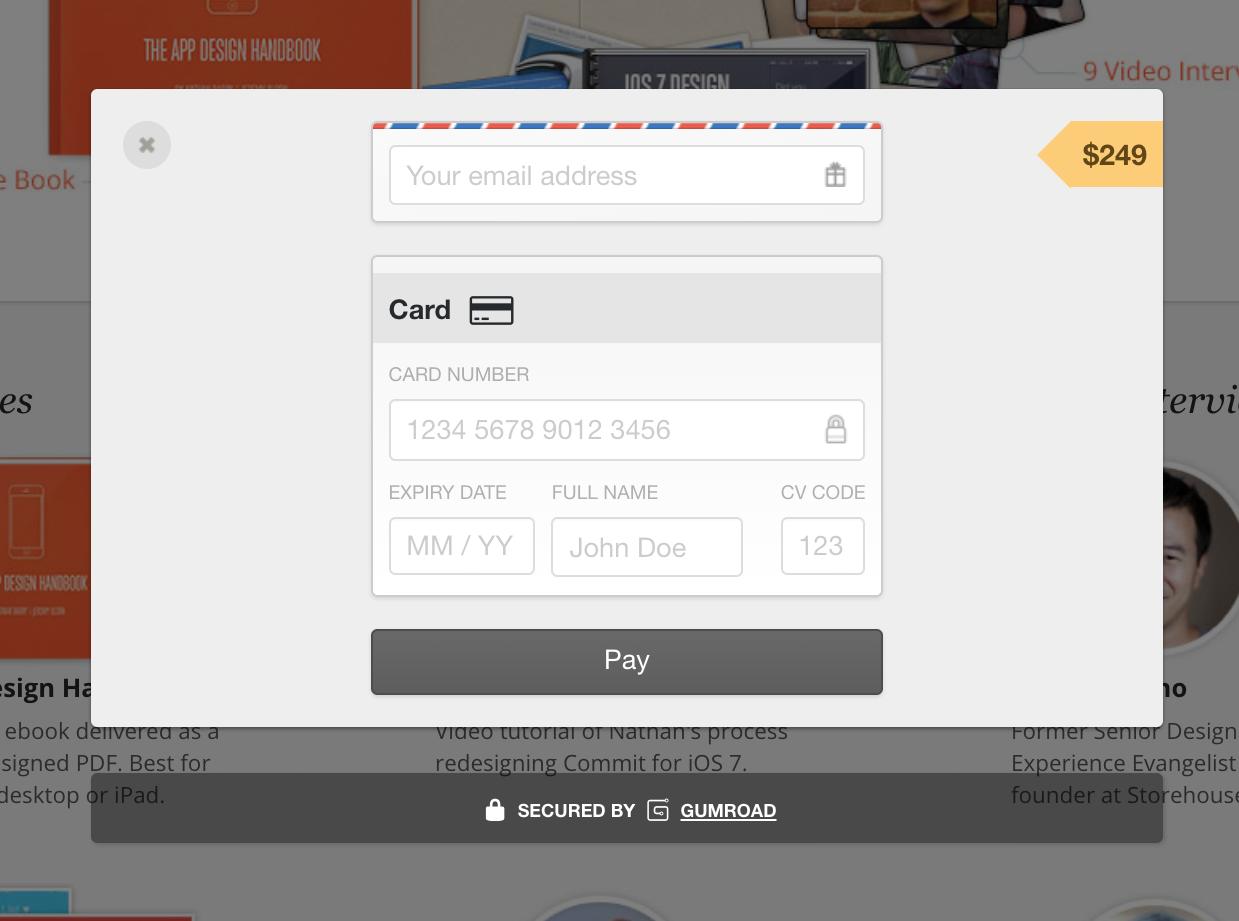 THE APP DESIGN HANDBOOK
IOS 7 DESIGN
9 Video Interv
e Book
$249
Your email address
Card
CARD NUMBER
1234 5678 9012 3456
EXPIRY DATE FULL NAME CV CODE
MM / YY John Doe 123
Pay
es
tervi
P DESIGN HANDBOOK
esign Ha
no
ebook delivered as a
signed PDF. Best for
desktop or iPad.
Video tutorial of Nathan's process
redesigning Commit for iOS 7.
Former Senior Design
Experience Evangelist
founder at Storehouse
SECURED BY GUMROAD